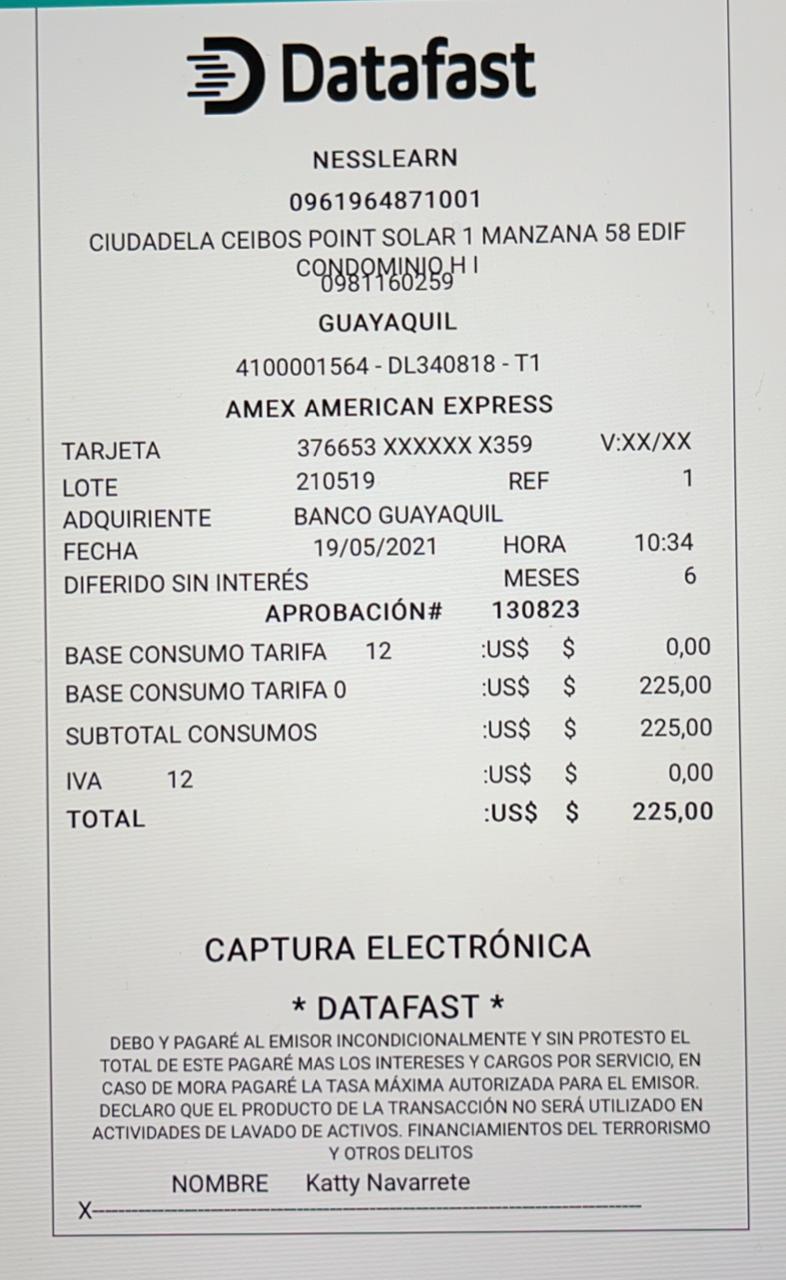 Datafast
NESSLEARN
0961964871001
CIUDADELA CEIBOS POINT SOLAR 1 MANZANA 58 EDIF
CONDOMINIO H I
0981160259
GUAYAQUIL
4100001564 - DL340818 - T1
AMEX AMERICAN EXPRESS
TARJETA 376653 XXXXXX X359 V:XX/XX
LOTE 210519 REF 1
ADQUIRIENTE BANCO GUAYAQUIL
FECHA 19/05/2021 HORA 10:34
DIFERIDO SIN INTERÉS MESES 6
APROBACIÓN# 130823
BASE CONSUMO TARIFA 12 :US$ $ 0,00
BASE CONSUMO TARIFA 0 :US$ $ 225,00
SUBTOTAL CONSUMOS :US$ $ 225,00
IVA 12 :US$ $ 0,00
TOTAL :US$ $ 225,00
CAPTURA ELECTRÓNICA
* DATAFAST *
DEBO Y PAGARÉ AL EMISOR INCONDICIONALMENTE Y SIN PROTESTO EL
TOTAL DE ESTE PAGARÉ MAS LOS INTERESES Y CARGOS POR SERVICIO, EN
CASO DE MORA PAGARÉ LA TASA MÁXIMA AUTORIZADA PARA EL EMISOR.
DECLARO QUE EL PRODUCTO DE LA TRANSACCIÓN NO SERÁ UTILIZADO EN
ACTIVIDADES DE LAVADO DE ACTIVOS. FINANCIAMIENTOS DEL TERRORISMO
Y OTROS DELITOS
NOMBRE Katty Navarrete
X------------------------------------------------------------